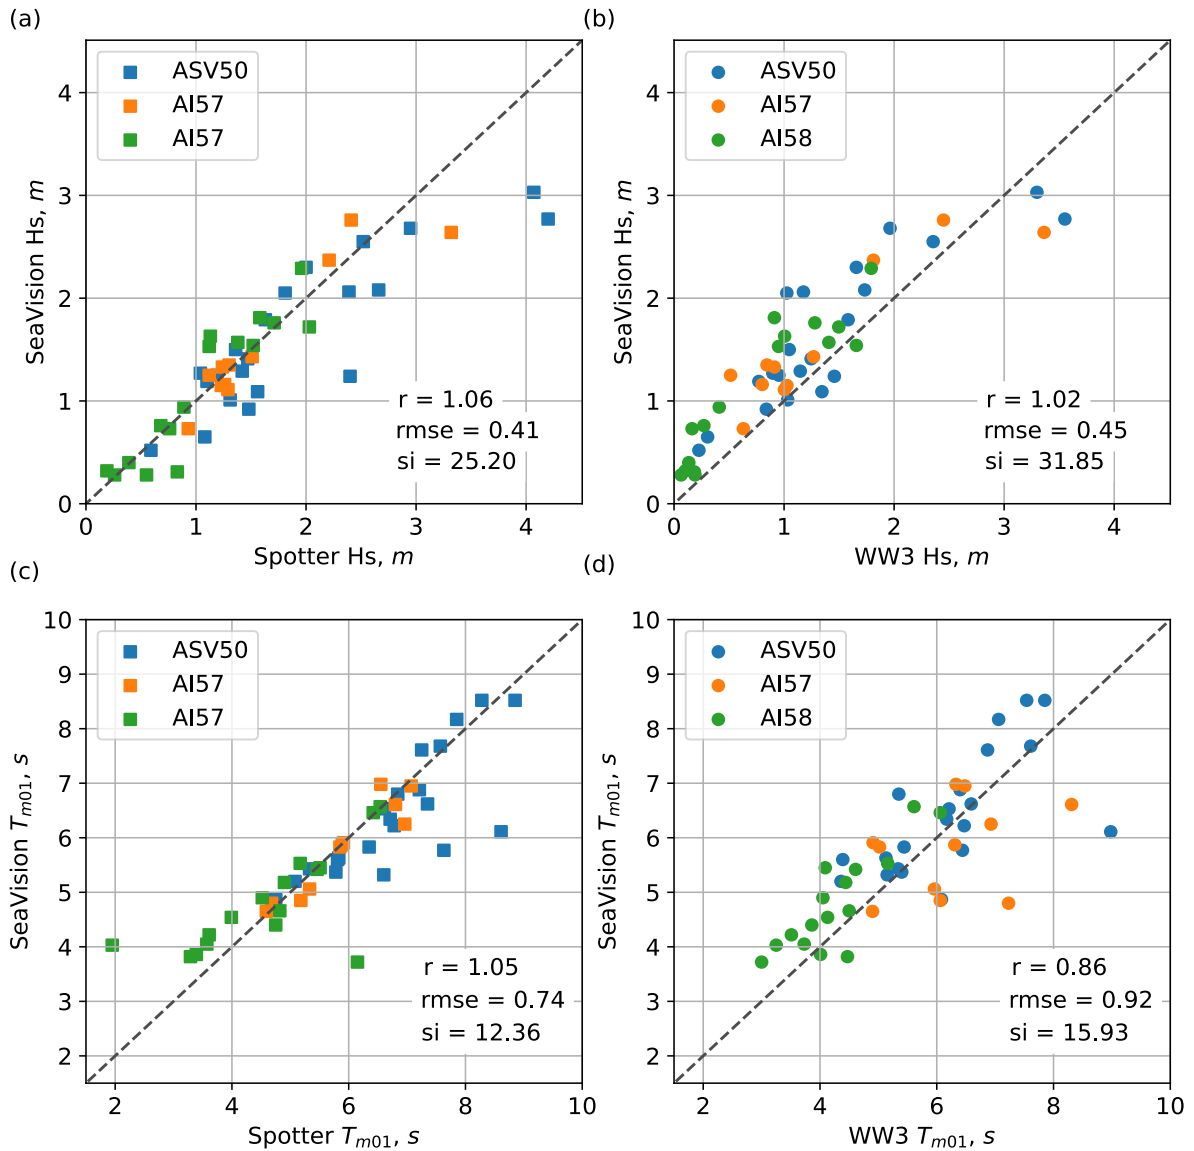 (a)
ASV50
AI57
AI57
r = 1.06
rmse = 0.41
si = 25.20
4
3
2
1
0
0 1 2 3 4
SeaVision Hs, m
Spotter Hs, m
(b)
ASV50
AI57
AI58
r = 1.02
rmse = 0.45
si = 31.85
4
3
2
1
0
0 1 2 3 4
SeaVision Hs, m
WW3 Hs, m
(c)
ASV50
AI57
AI57
r = 1.05
rmse = 0.74
si = 12.36
10
9
8
7
6
5
4
3
2
2 4 6 8 10
SeaVision Tm01, s
Spotter Tm01, s
(d)
ASV50
AI57
AI58
r = 0.86
rmse = 0.92
si = 15.93
10
9
8
7
6
5
4
3
2
2 4 6 8 10
SeaVision Tm01, s
WW3 Tm01, s